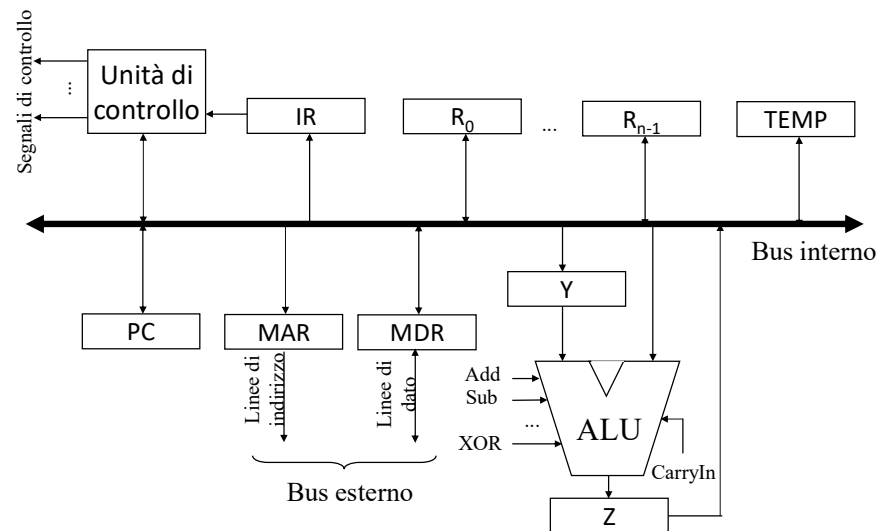 Segnali di controllo
...
Unità di
controllo
IR
R0
...
Rn-1
TEMP
Bus interno
PC
MAR
MDR
Y
Linee di
indirizzo
Linee di
dato
Add
Sub
...
XOR
ALU
CarryIn
Bus esterno
Z